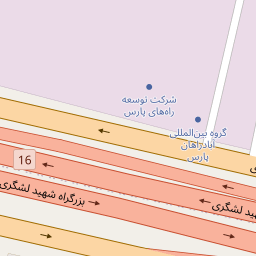 شرکت توسعه
راه‌های پارس
گروه بین‌المللی
آبادراهان
پارس
16
بزرگراه شهید لشگری
شهید لشگری